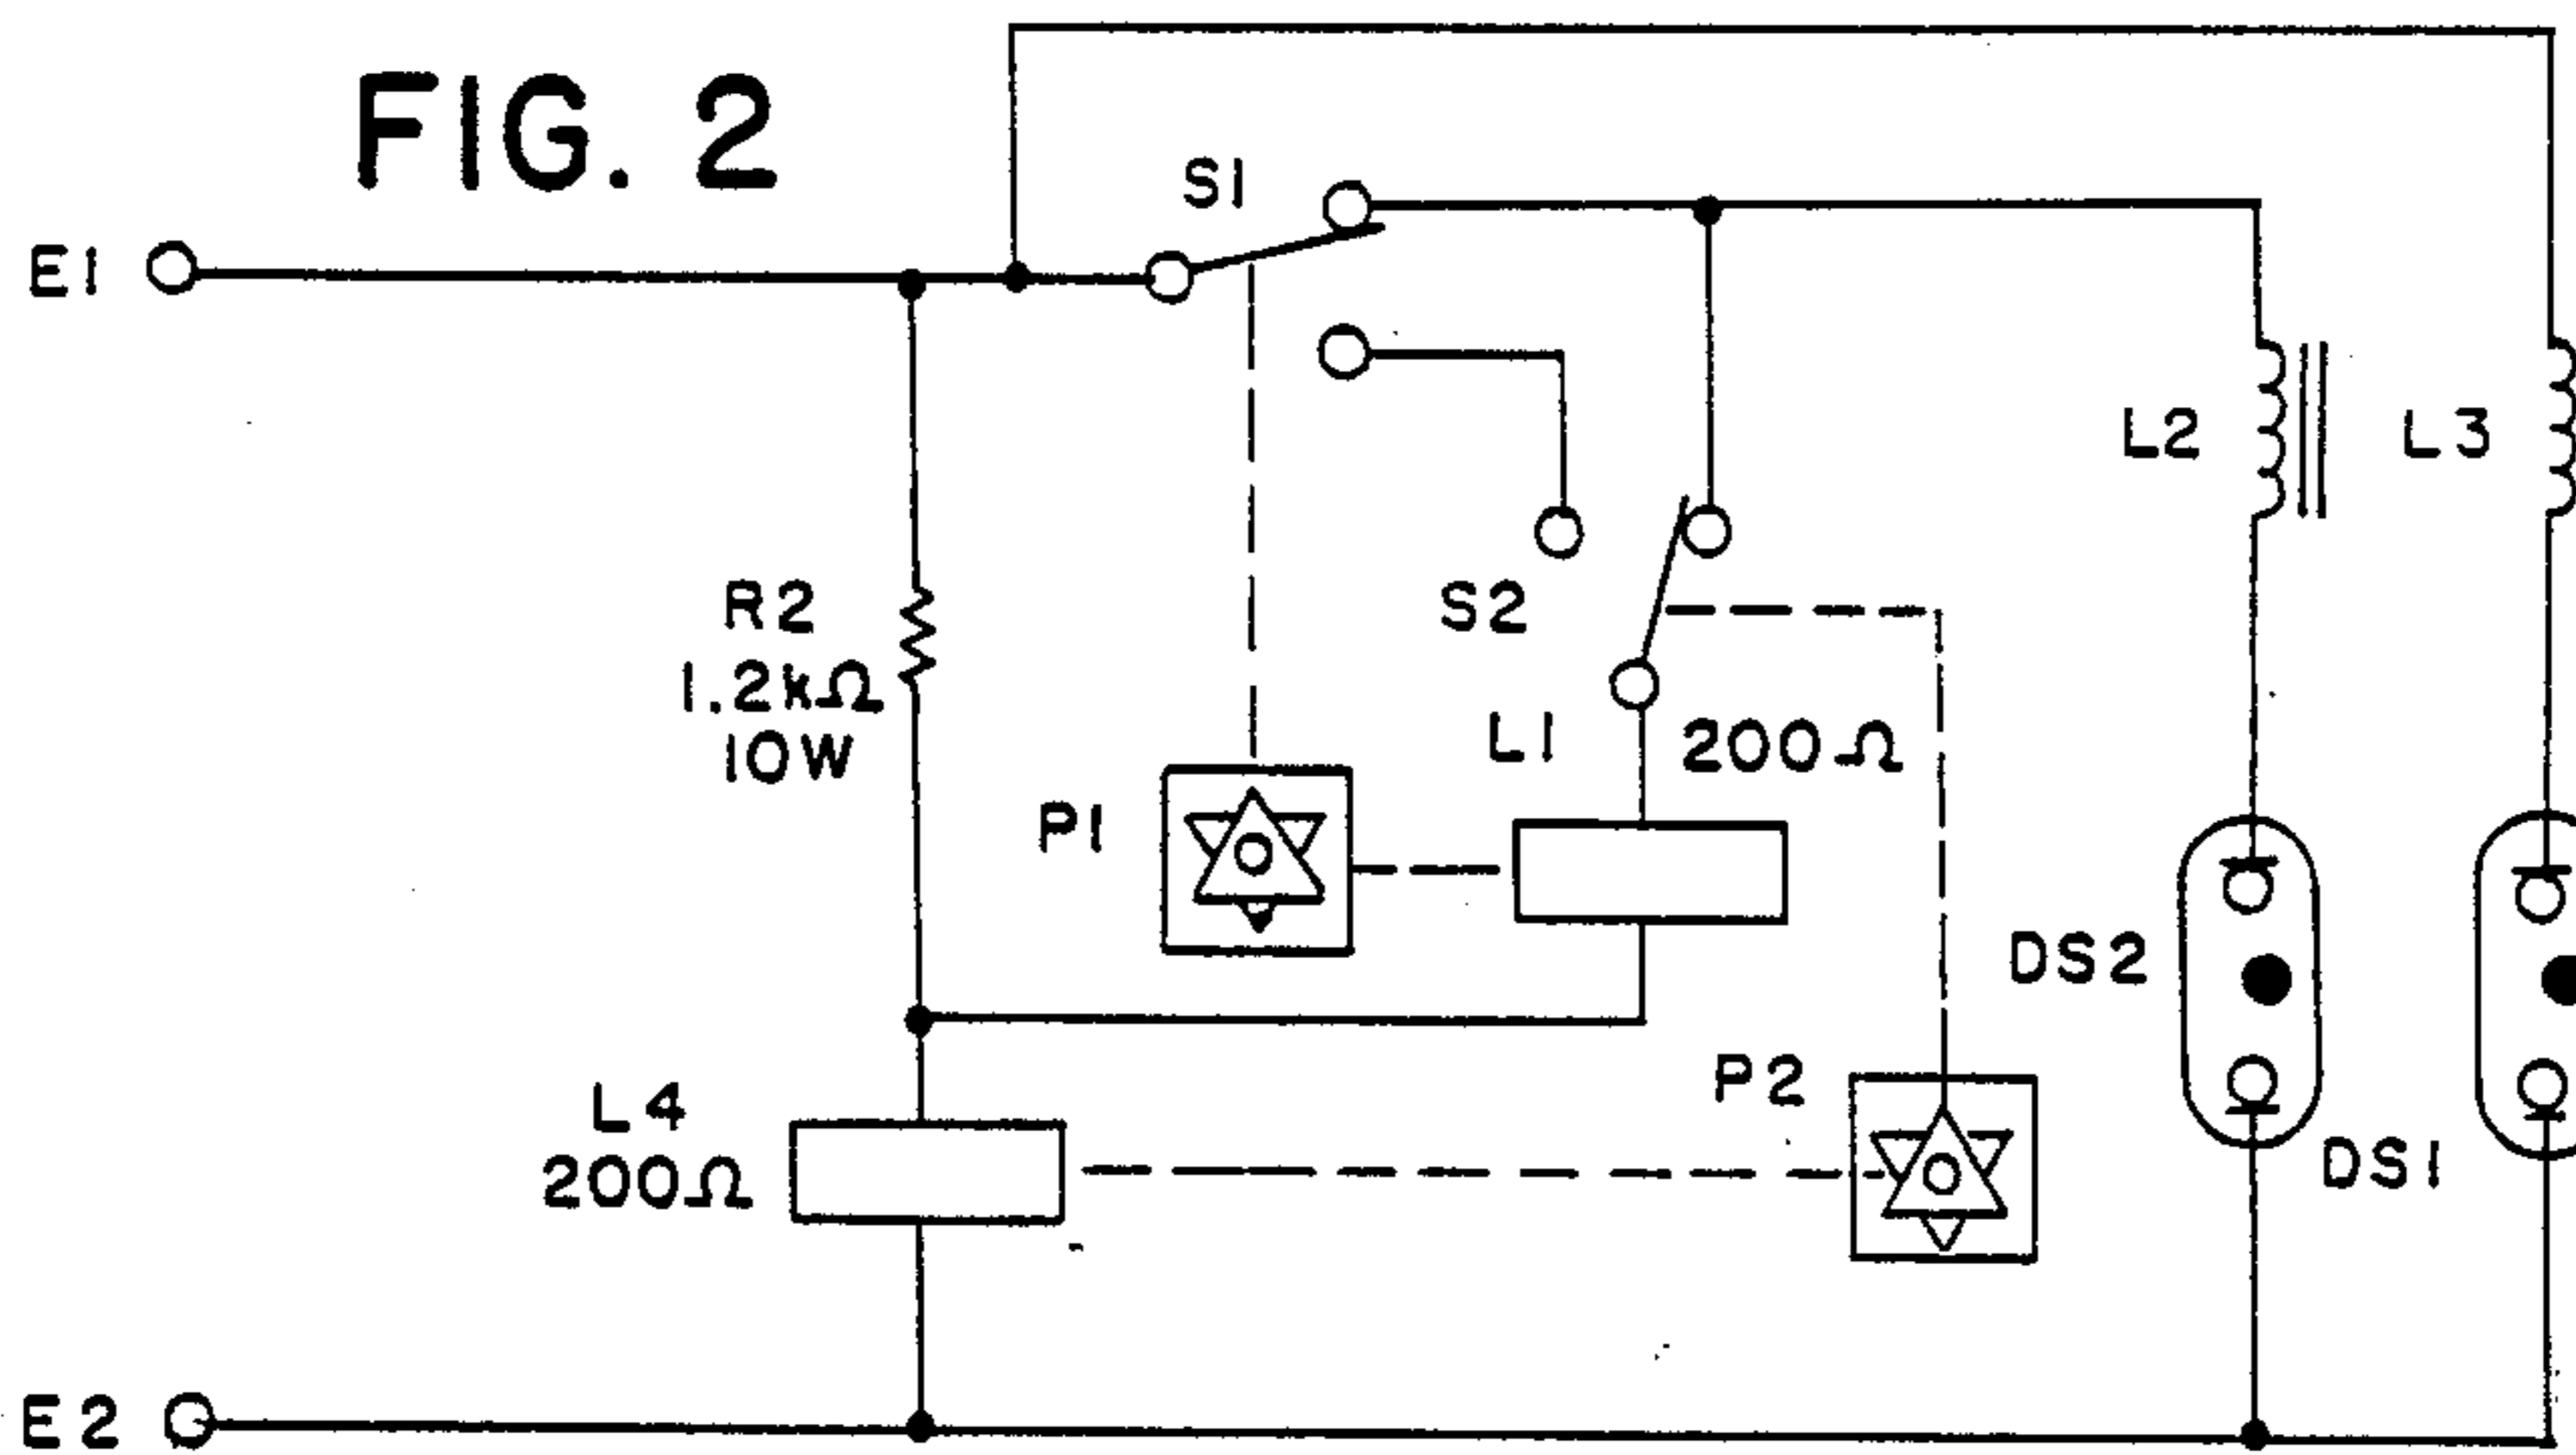 FIG. 2
S1
E1
L2
L3
R2
1.2kΩ
10W
S2
L1
200Ω
P1
DS2
P2
L4
200Ω
DS1
E2